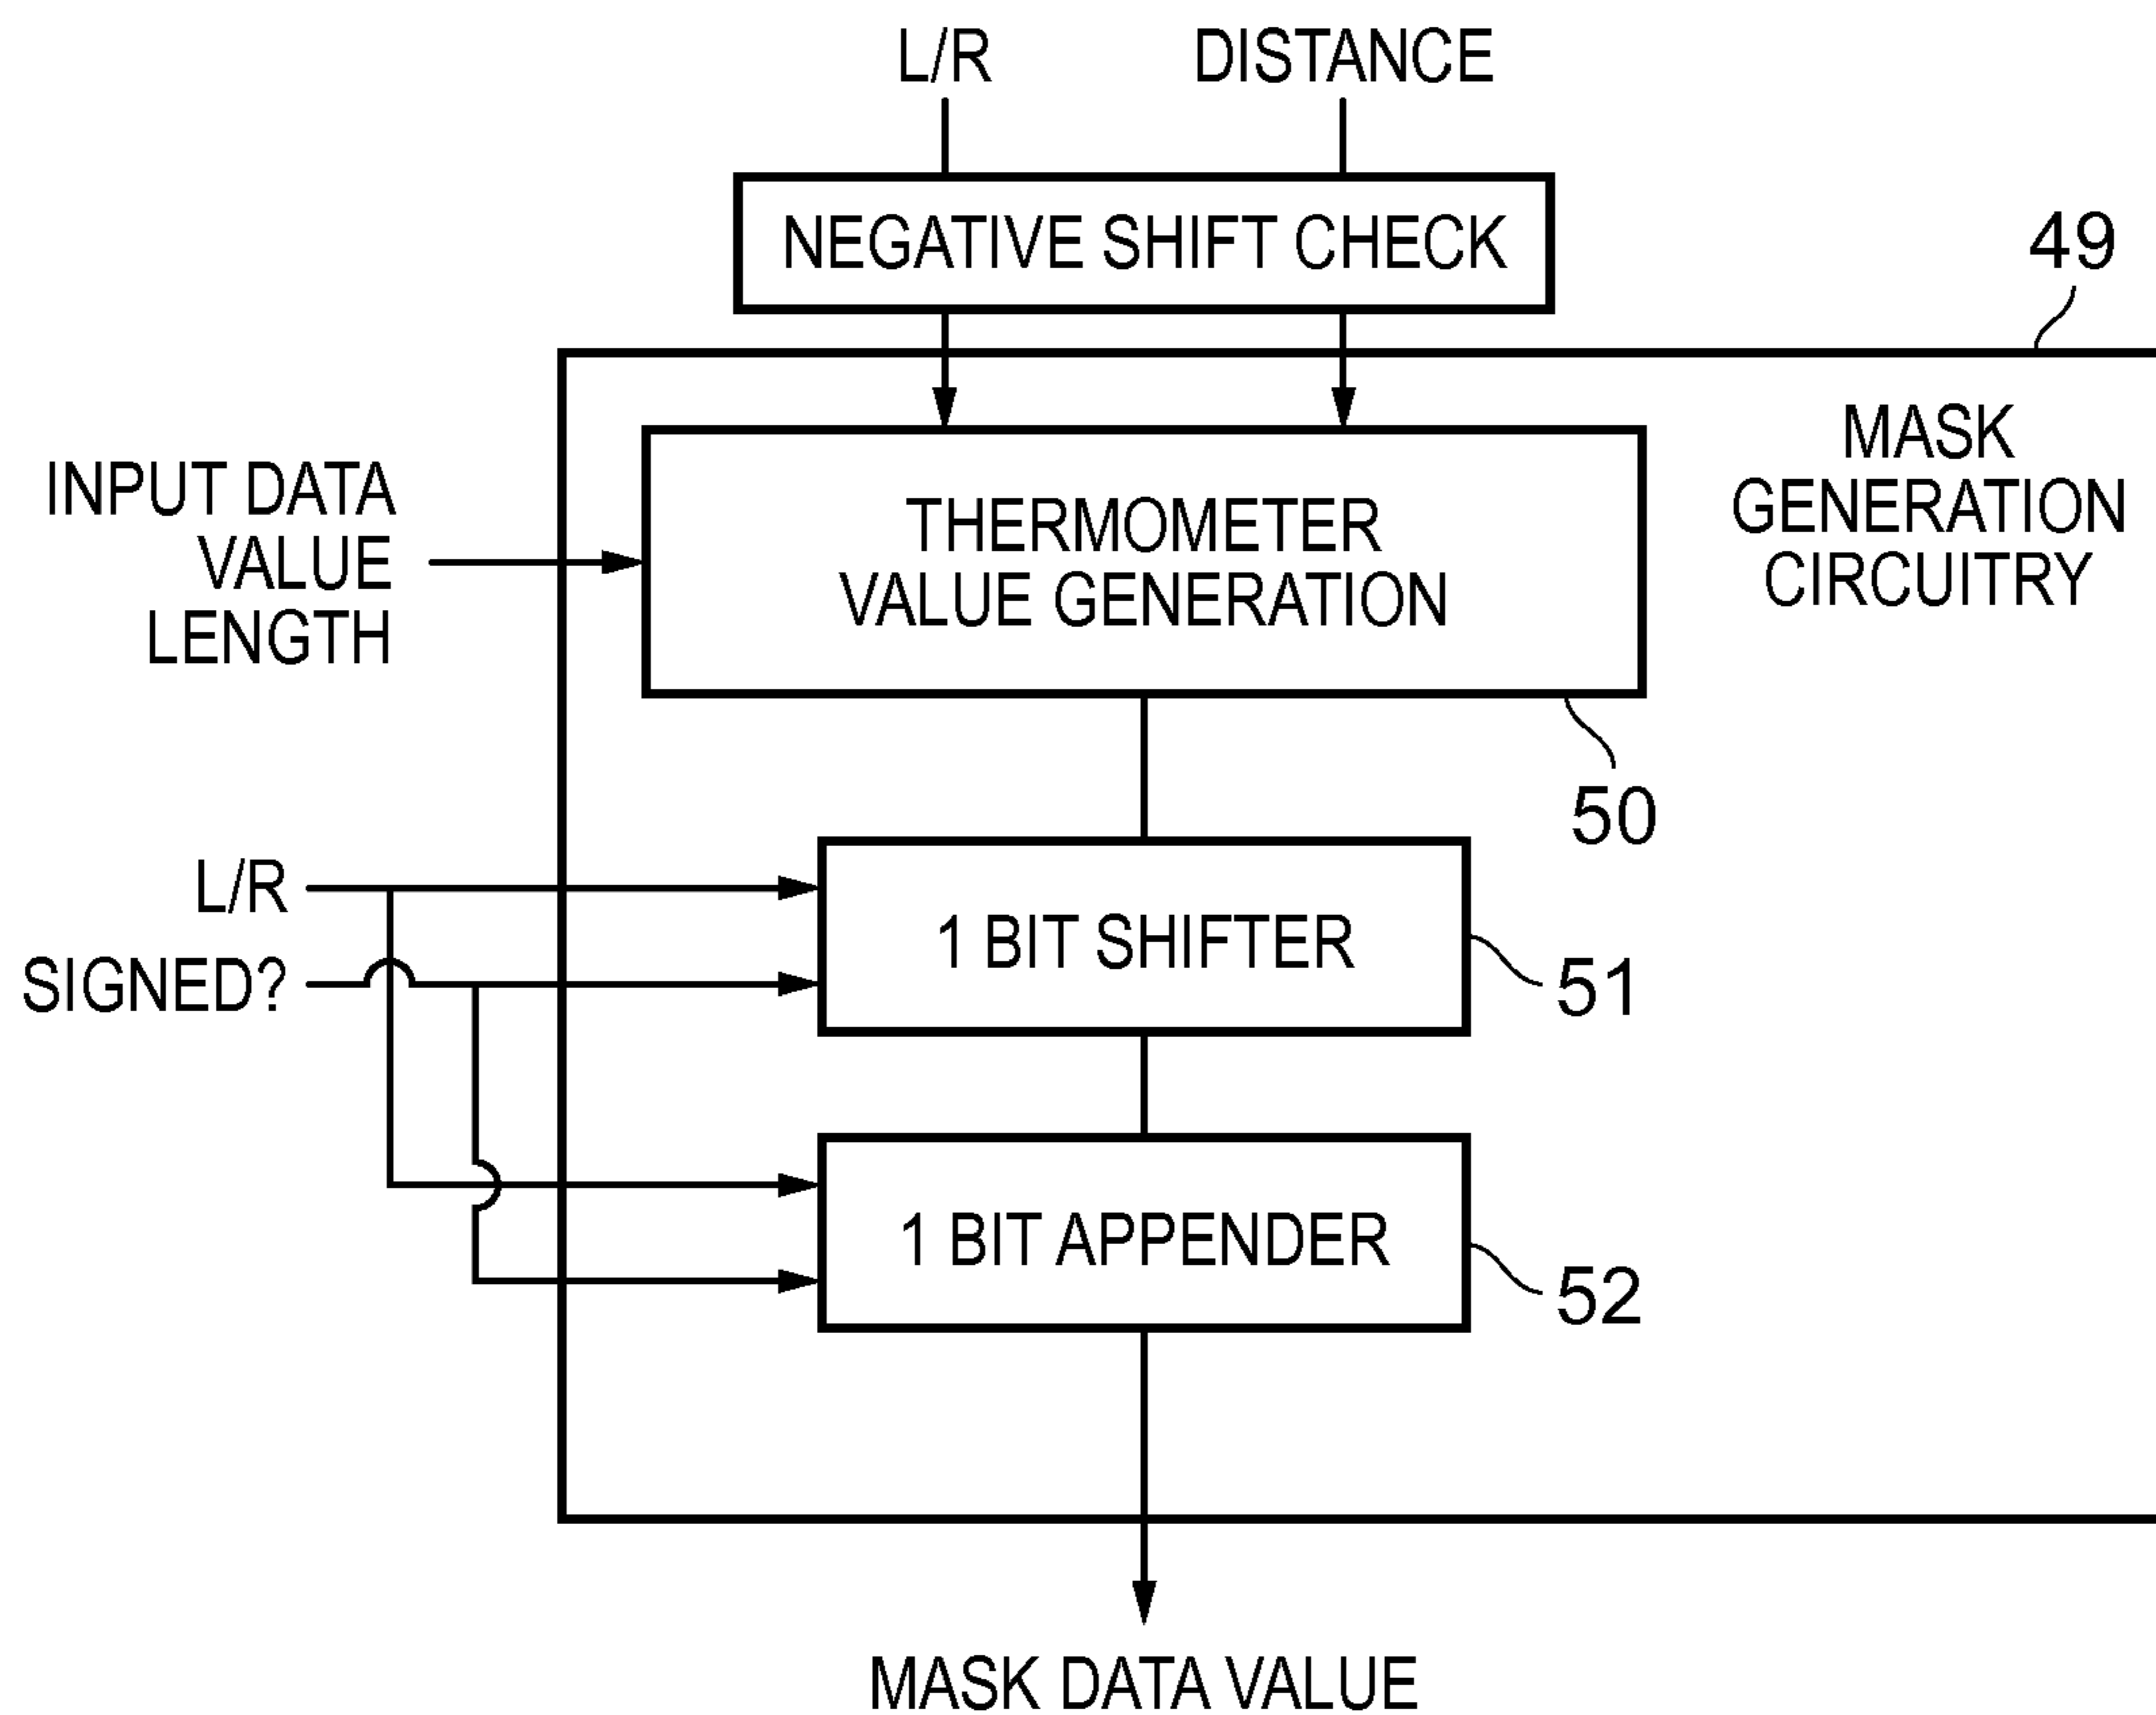 L/R
DISTANCE
NEGATIVE SHIFT CHECK
49
MASK
GENERATION
CIRCUITRY
INPUT DATA
VALUE
LENGTH
THERMOMETER
VALUE GENERATION
50
L/R
SIGNED?
1 BIT SHIFTER
51
1 BIT APPENDER
52
MASK DATA VALUE